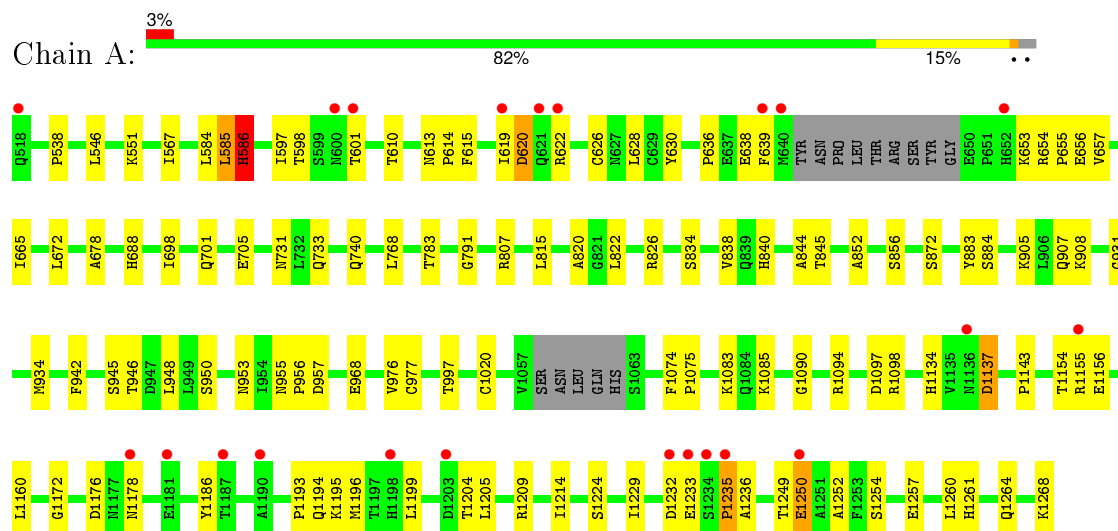 3%
Chain A:
82% 15% ••
Q518 P538 L546 K551 I567 L584 L585 H586 I597 T598 S599 N600 T601 T610 N613 P614 F615 I619 D620 Q621 R622 C626 N627 L628 C629 Y630 P636 E637 E638 F639 M640 TYR ASN PRO LEU THR ARG SER TYR GLY E650 P651 H652 K653 R654 P655 E656 V657
I665 L672 A678 H688 I698 Q701 E705 N731 L732 Q733 Q740 L768 T783 G791 R807 L815 A820 G821 L822 R826 S834 V838 Q839 H840 A844 T845 A852 S856 S872 Y883 S884 K905 L906 Q907 K908
M934 F942 S945 T946 D947 L948 L949 S950 N953 I954 N955 P956 D957 E968 V976 C977 T997 C1020 V1057 SER ASN LEU GLN HIS S1063 F1074 P1075 K1083 Q1084 K1085 G1090 R1094 D1097 R1098 H1134 V1135 N1136 D1137 P1143 T1154 R1155 E1156
L1160 G1172 D1176 N1177 N1178 E1181 Y1186 T1187 A1190 P1193 Q1194 K1195 M1196 T1197 H1198 L1199 D1203 T1204 L1205 R1209 I1214 S1224 I1229 D1232 E1233 S1234 P1235 A1236 T1249 E1250 A1251 A1252 F1253 S1254 E1257 L1260 H1261 Q1264 K1268